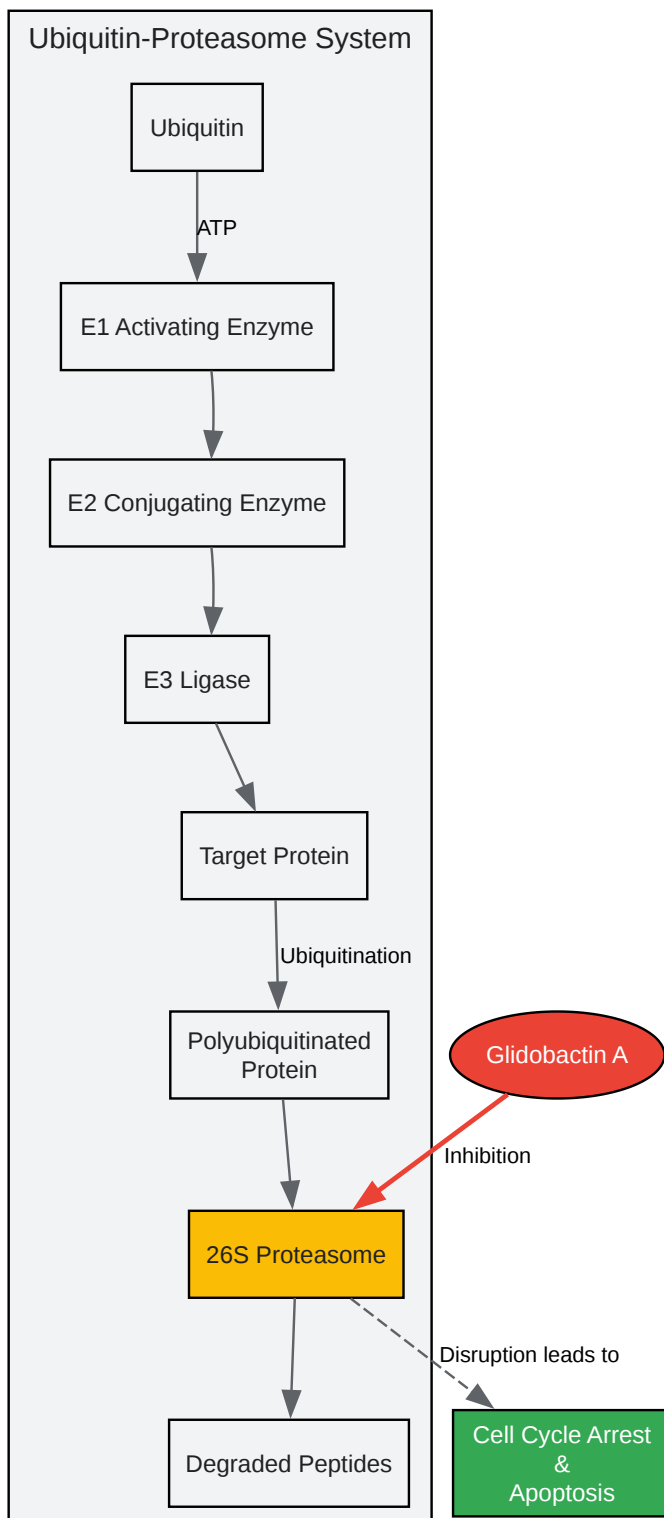 Ubiquitin-Proteasome System
Ubiquitin
ATP
E1 Activating Enzyme
E2 Conjugating Enzyme
E3 Ligase
Target Protein
Ubiquitination
Polyubiquitinated
Protein
Glidobactin A
Inhibition
26S Proteasome
Disruption leads to
Degraded Peptides
Cell Cycle Arrest
&
Apoptosis